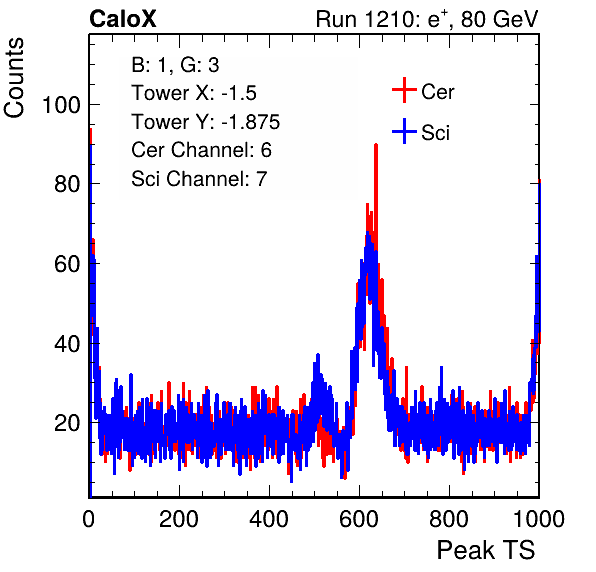 CaloX Run 1210: e+, 80 GeV
Counts
B: 1, G: 3
Tower X: -1.5
Tower Y: -1.875
Cer Channel: 6
Sci Channel: 7
Cer
Sci
100
80
60
40
20
0 200 400 600 800 1000
Peak TS